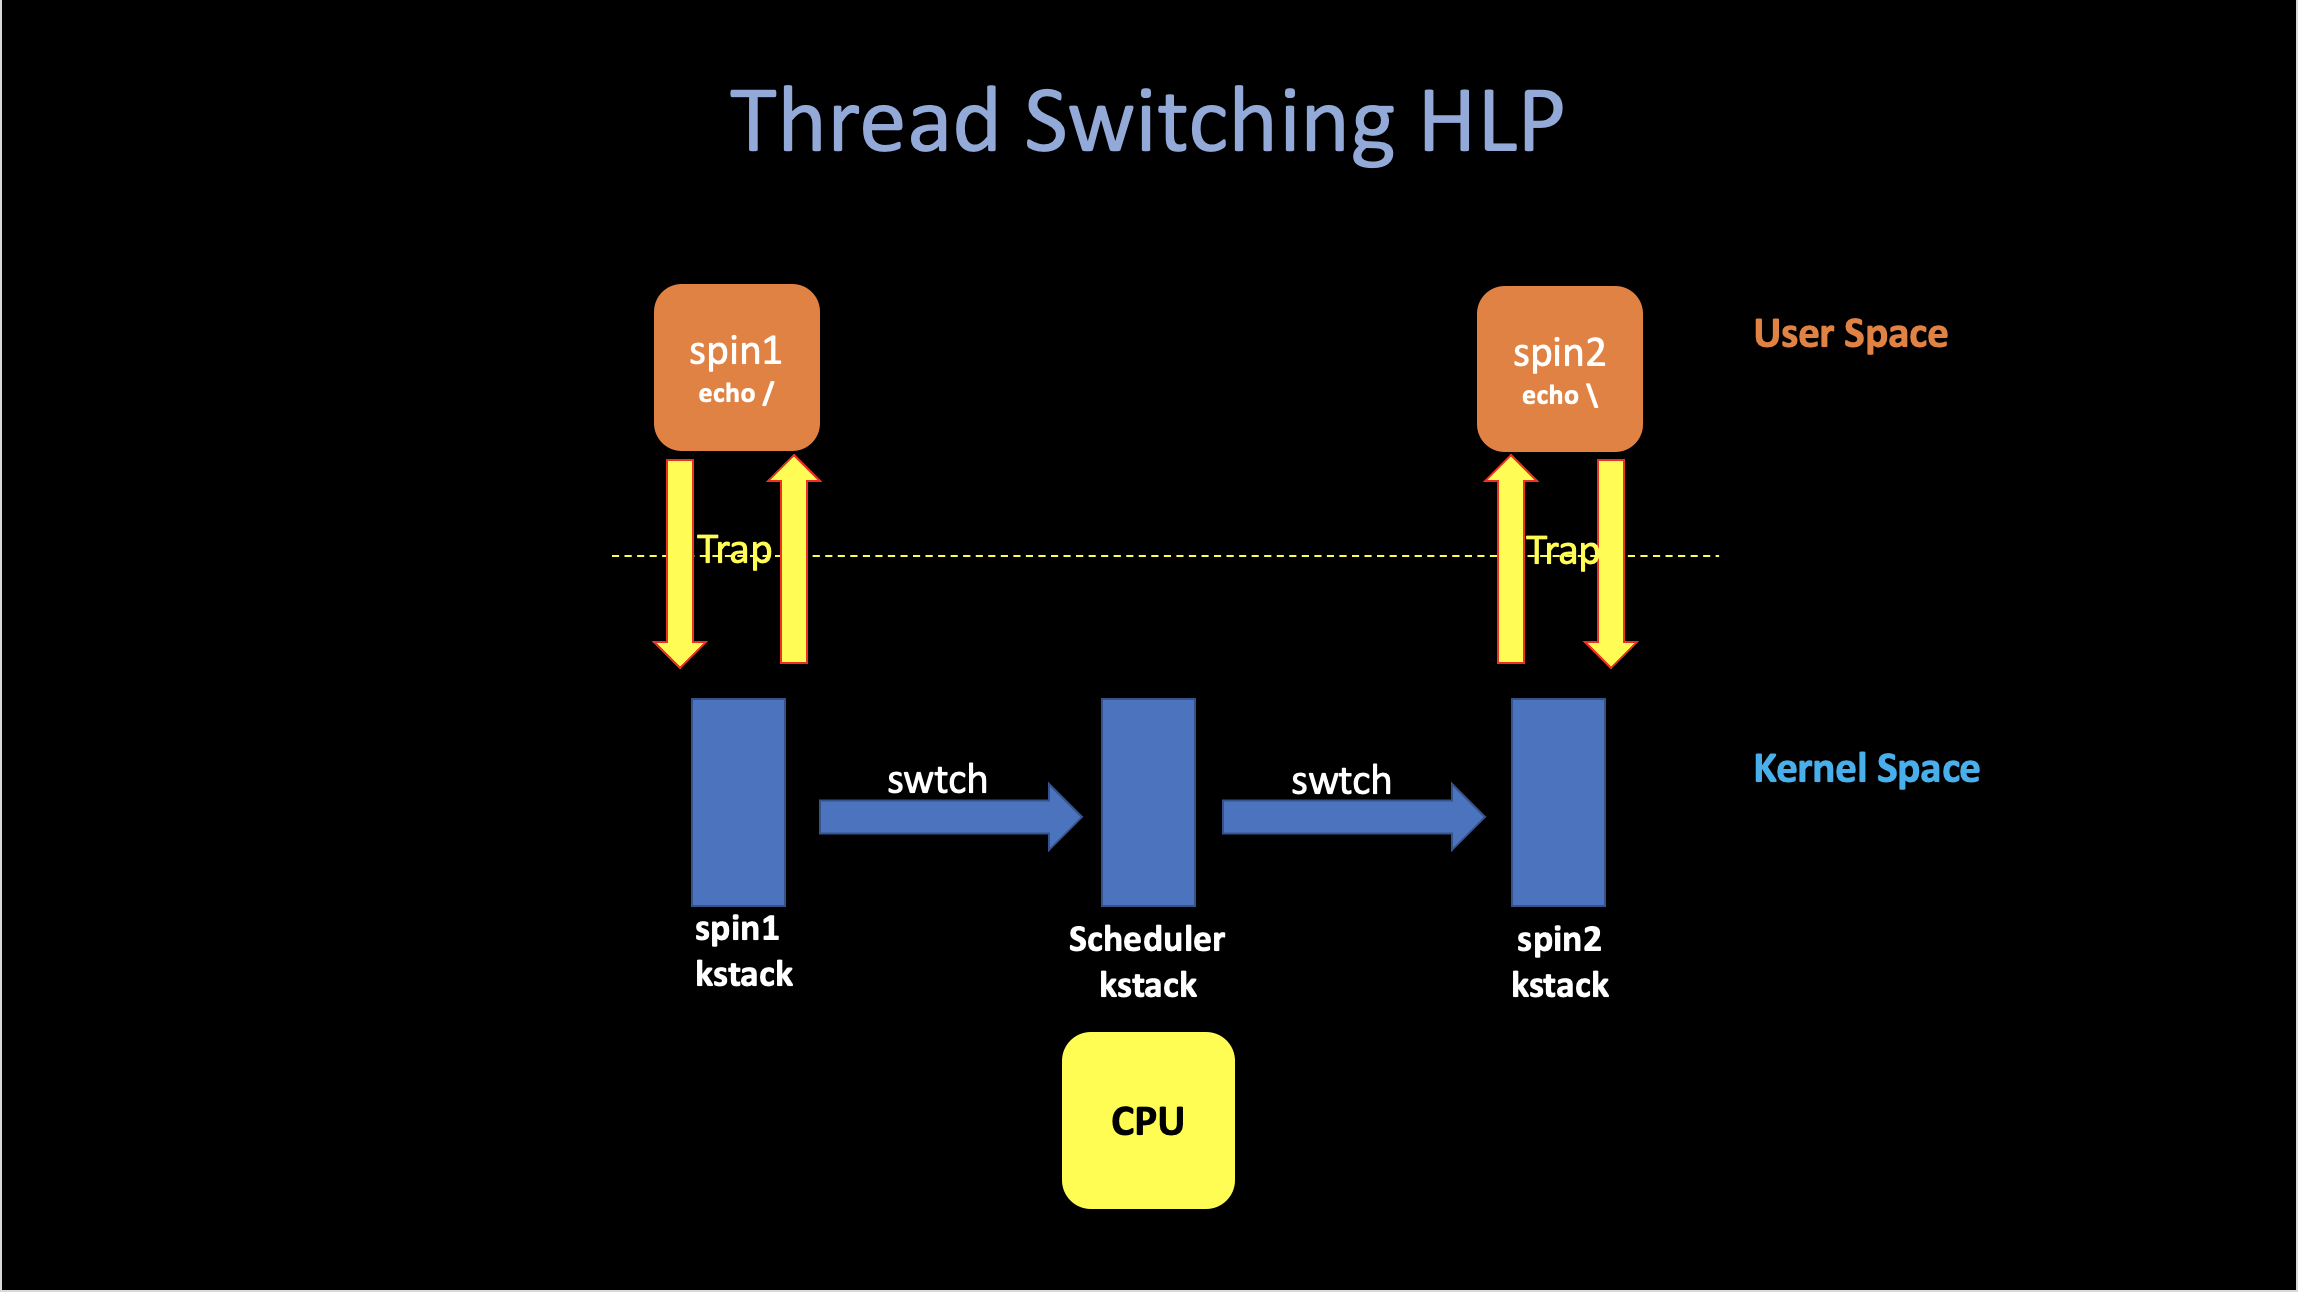 Thread Switching HLP
spin1
echo /
spin2
echo \
User Space
Trap
Trap
swtch
swtch
Kernel Space
spin1
kstack
Scheduler
kstack
spin2
kstack
CPU